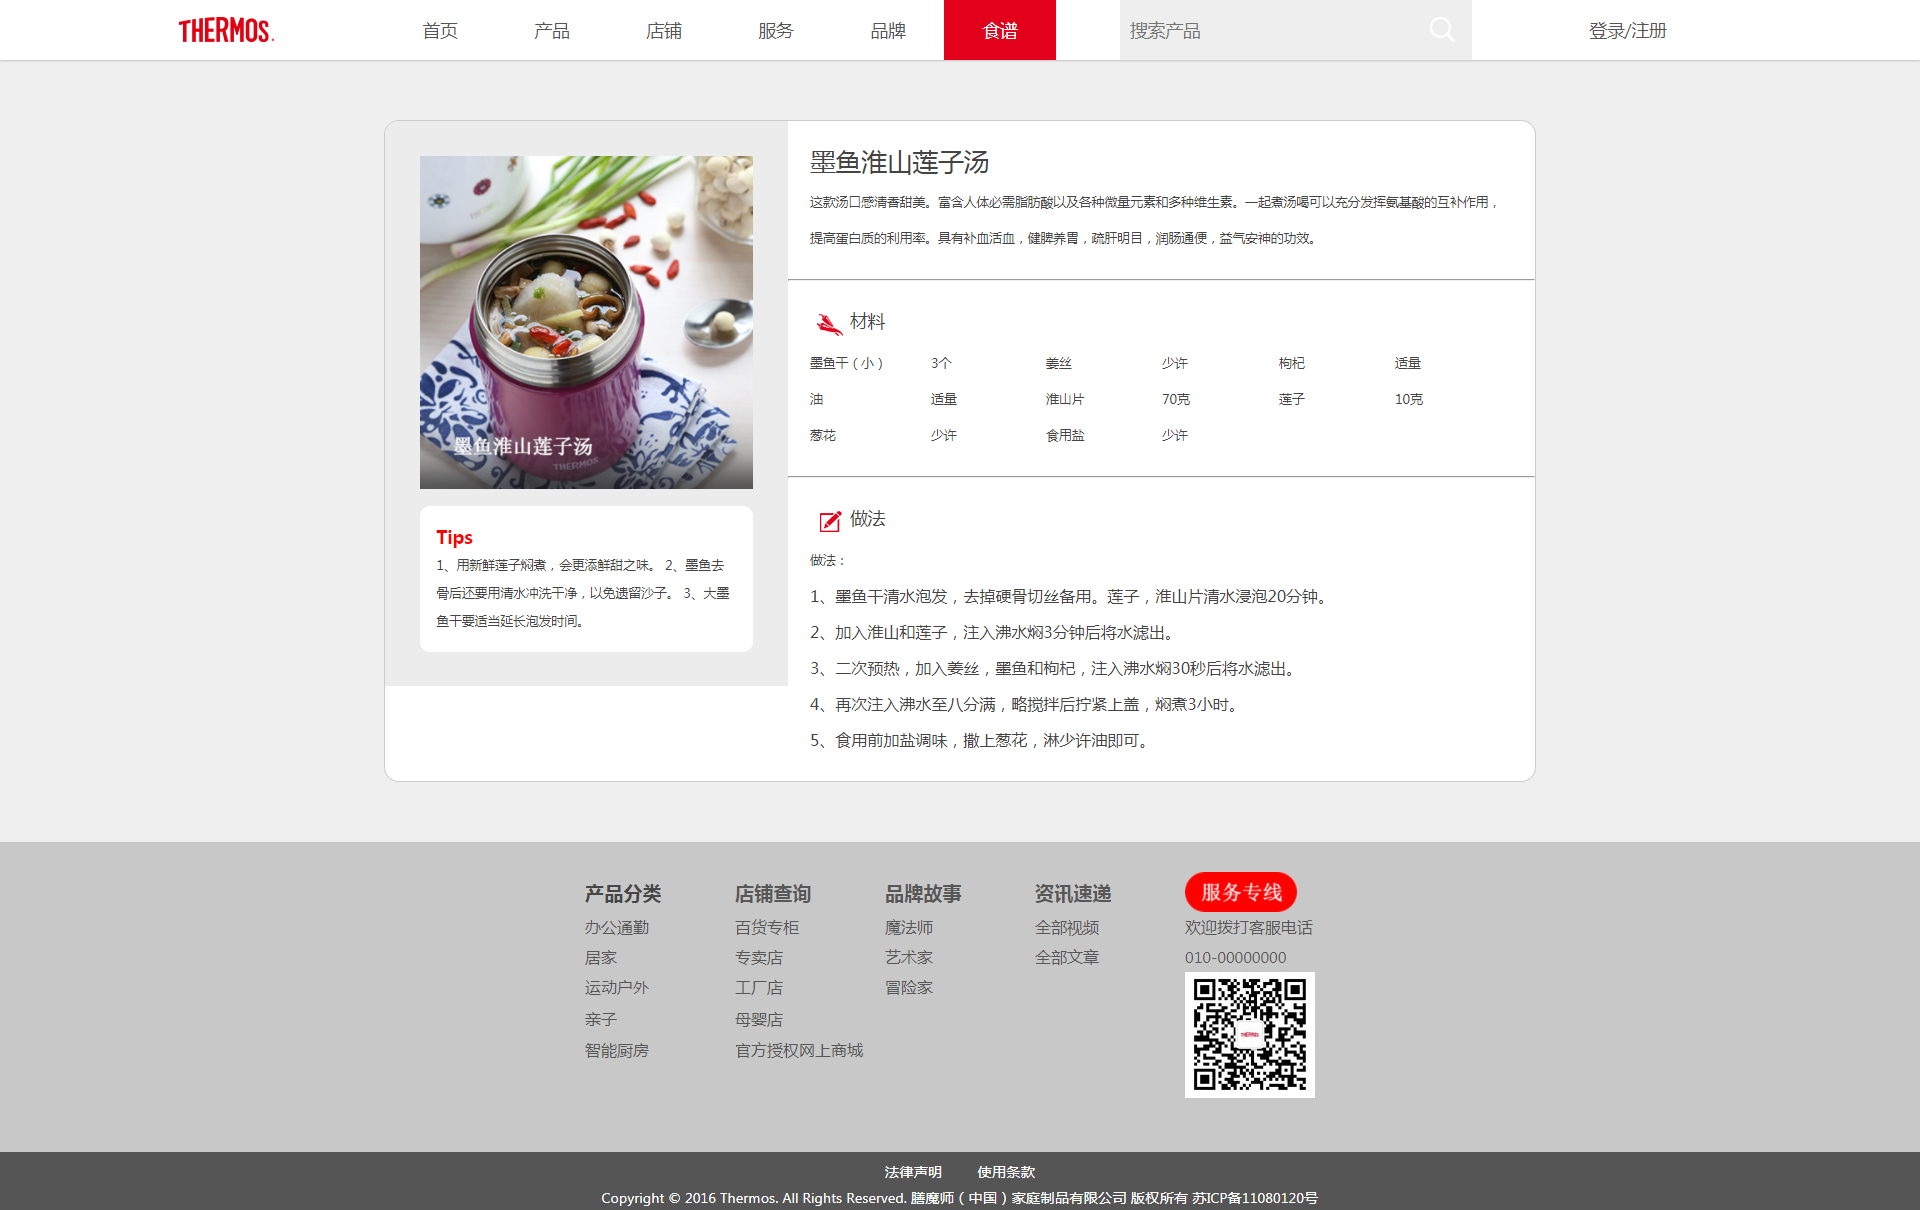 THERMOS.
首页 产品 店铺 服务 品牌 食谱 搜索产品 登录/注册
墨鱼淮山莲子汤
THERMOS
Tips
1、用新鲜莲子焖煮，会更添鲜甜之味。 2、墨鱼去
骨后还要用清水冲洗干净，以免遗留沙子。 3、大墨
鱼干要适当延长泡发时间。
墨鱼淮山莲子汤
这款汤口感清香甜美。富含人体必需脂肪酸以及各种微量元素和多种维生素。一起煮汤喝可以充分发挥氨基酸的互补作用，
提高蛋白质的利用率。具有补血活血，健脾养胃，疏肝明目，润肠通便，益气安神的功效。
材料
墨鱼干（小） 3个 姜丝 少许 枸杞 适量
油 适量 淮山片 70克 莲子 10克
葱花 少许 食用盐 少许
做法
做法：
1、墨鱼干清水泡发，去掉硬骨切丝备用。莲子，淮山片清水浸泡20分钟。
2、加入淮山和莲子，注入沸水焖3分钟后将水滤出。
3、二次预热，加入姜丝，墨鱼和枸杞，注入沸水焖30秒后将水滤出。
4、再次注入沸水至八分满，略搅拌后拧紧上盖，焖煮3小时。
5、食用前加盐调味，撒上葱花，淋少许油即可。
产品分类
办公通勤
居家
运动户外
亲子
智能厨房
店铺查询
百货专柜
专卖店
工厂店
母婴店
官方授权网上商城
品牌故事
魔法师
艺术家
冒险家
资讯速递
全部视频
全部文章
服务专线
欢迎拨打客服电话
010-00000000
THERMOS
法律声明 使用条款
Copyright © 2016 Thermos. All Rights Reserved. 膳魔师（中国）家庭制品有限公司 版权所有 苏ICP备11080120号